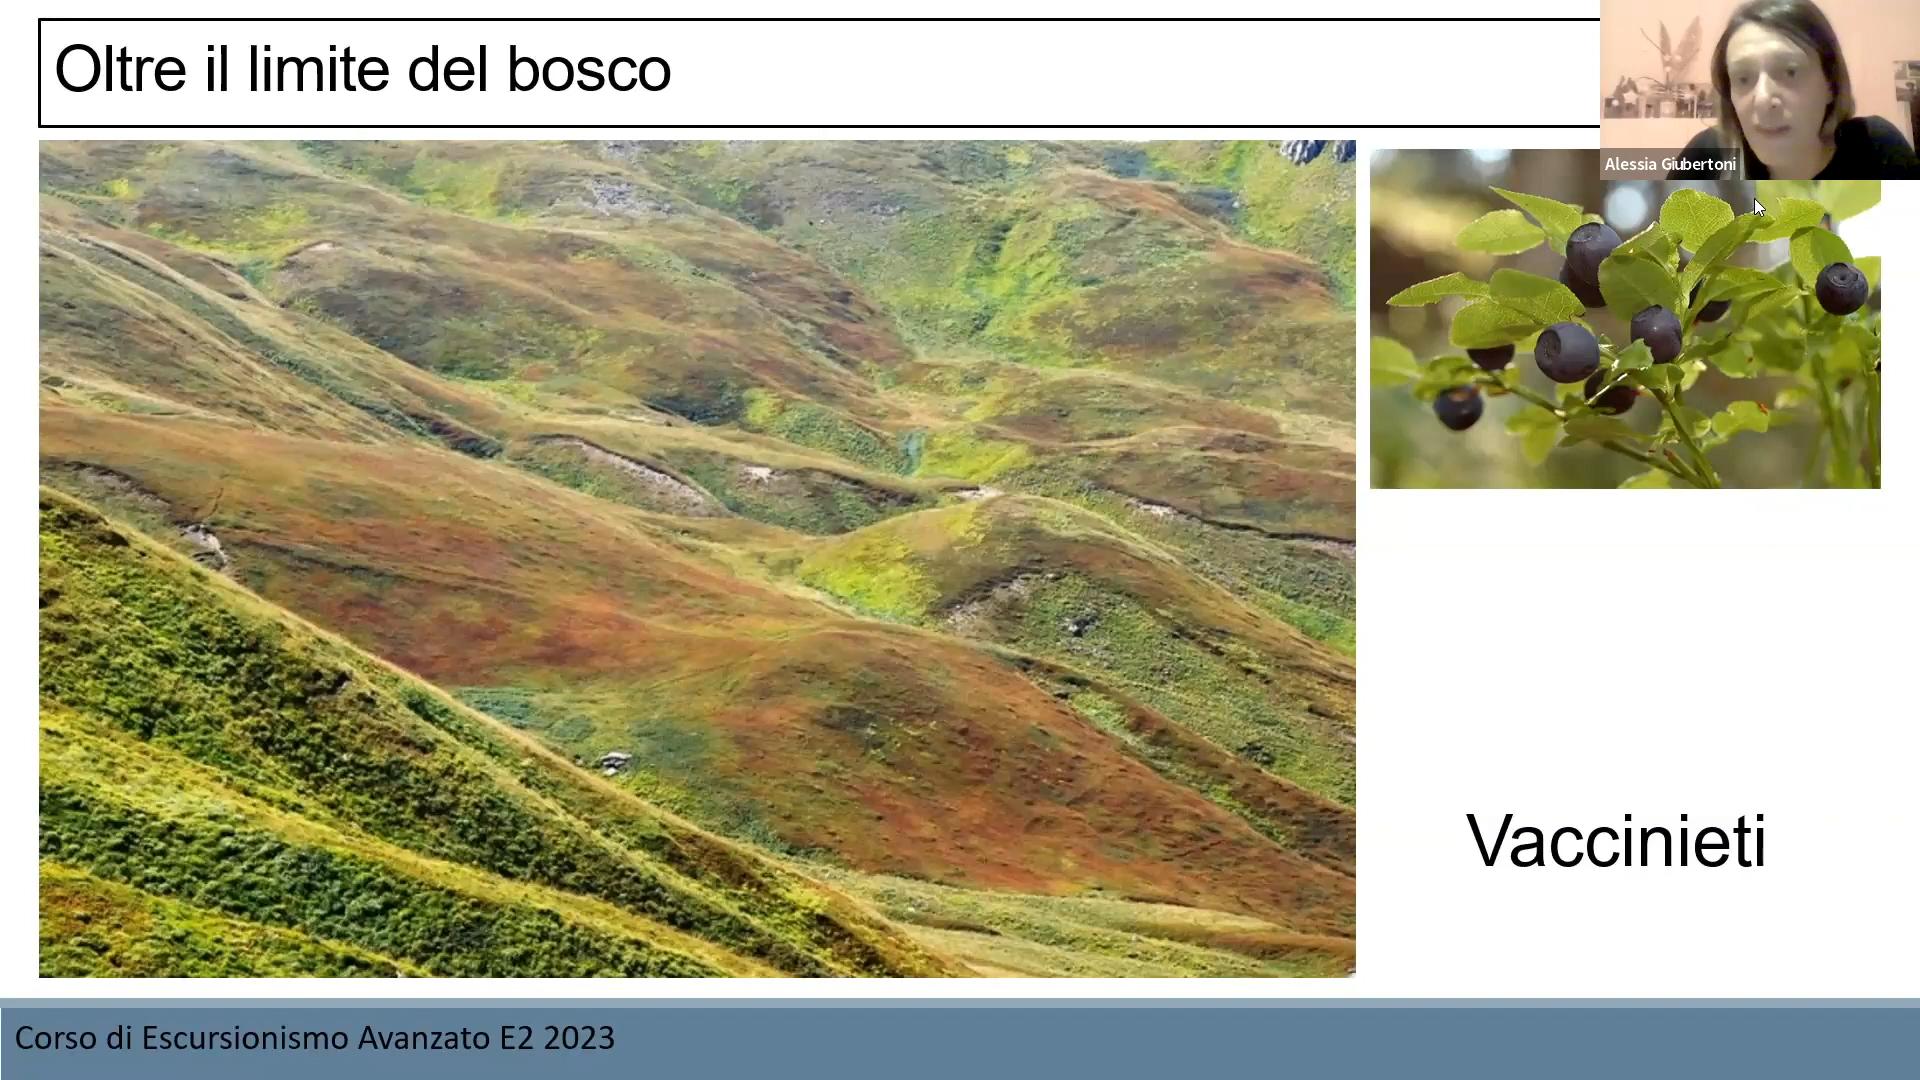 Oltre il limite del bosco
Alessia Giubertoni
Vaccinieti
Corso di Escursionismo Avanzato E2 2023